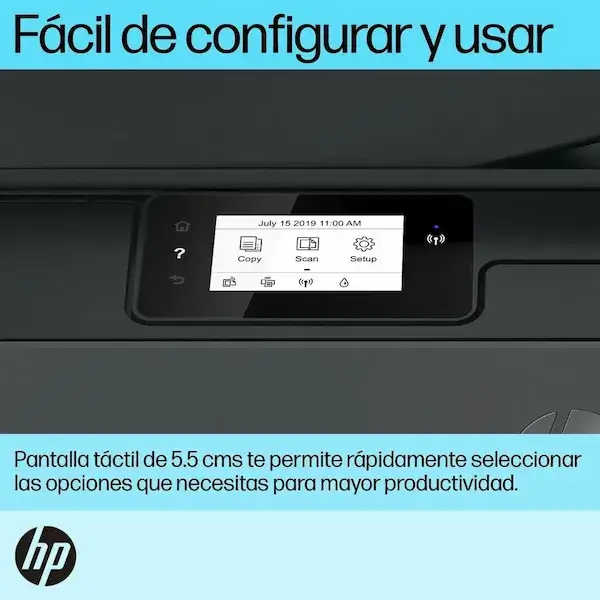 Fácil de configurar y usar
July 15 2019 11:00 AM
?
Copy Scan Setup
hp
Pantalla táctil de 5.5 cms te permite rápidamente seleccionar
las opciones que necesitas para mayor productividad.
hp